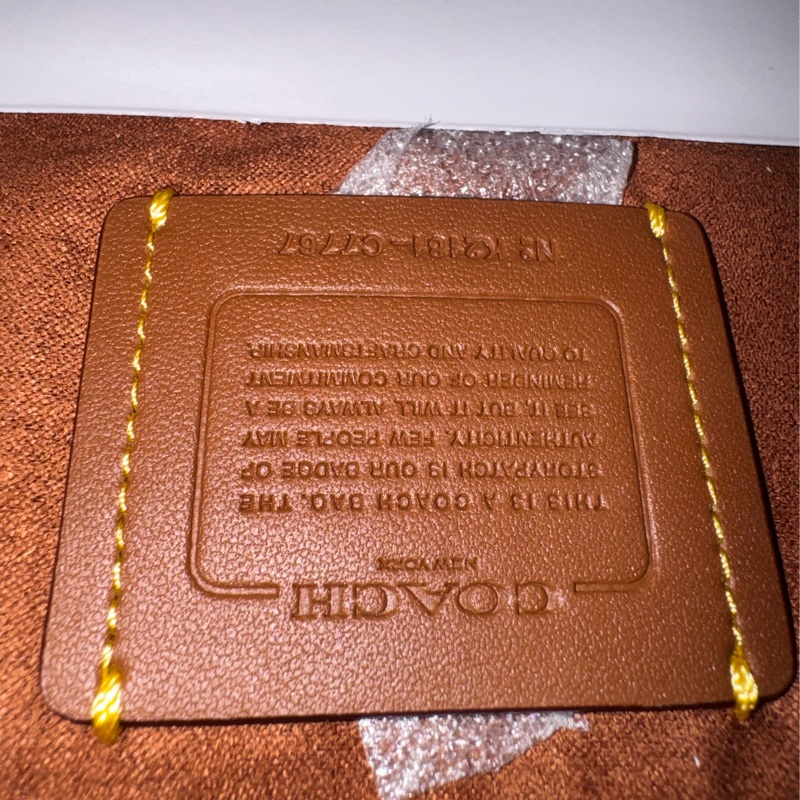 COACH
NEW YORK
THIS IS A COACH BAG. THE
STORYPATCH IS OUR BADGE OF
AUTHENTICITY. FEW PEOPLE MAY
SEE IT, BUT IT WILL ALWAYS BE A
REMINDER OF OUR COMMITMENT
TO QUALITY AND CRAFTSMANSHIP.
Nº K2181-C7767